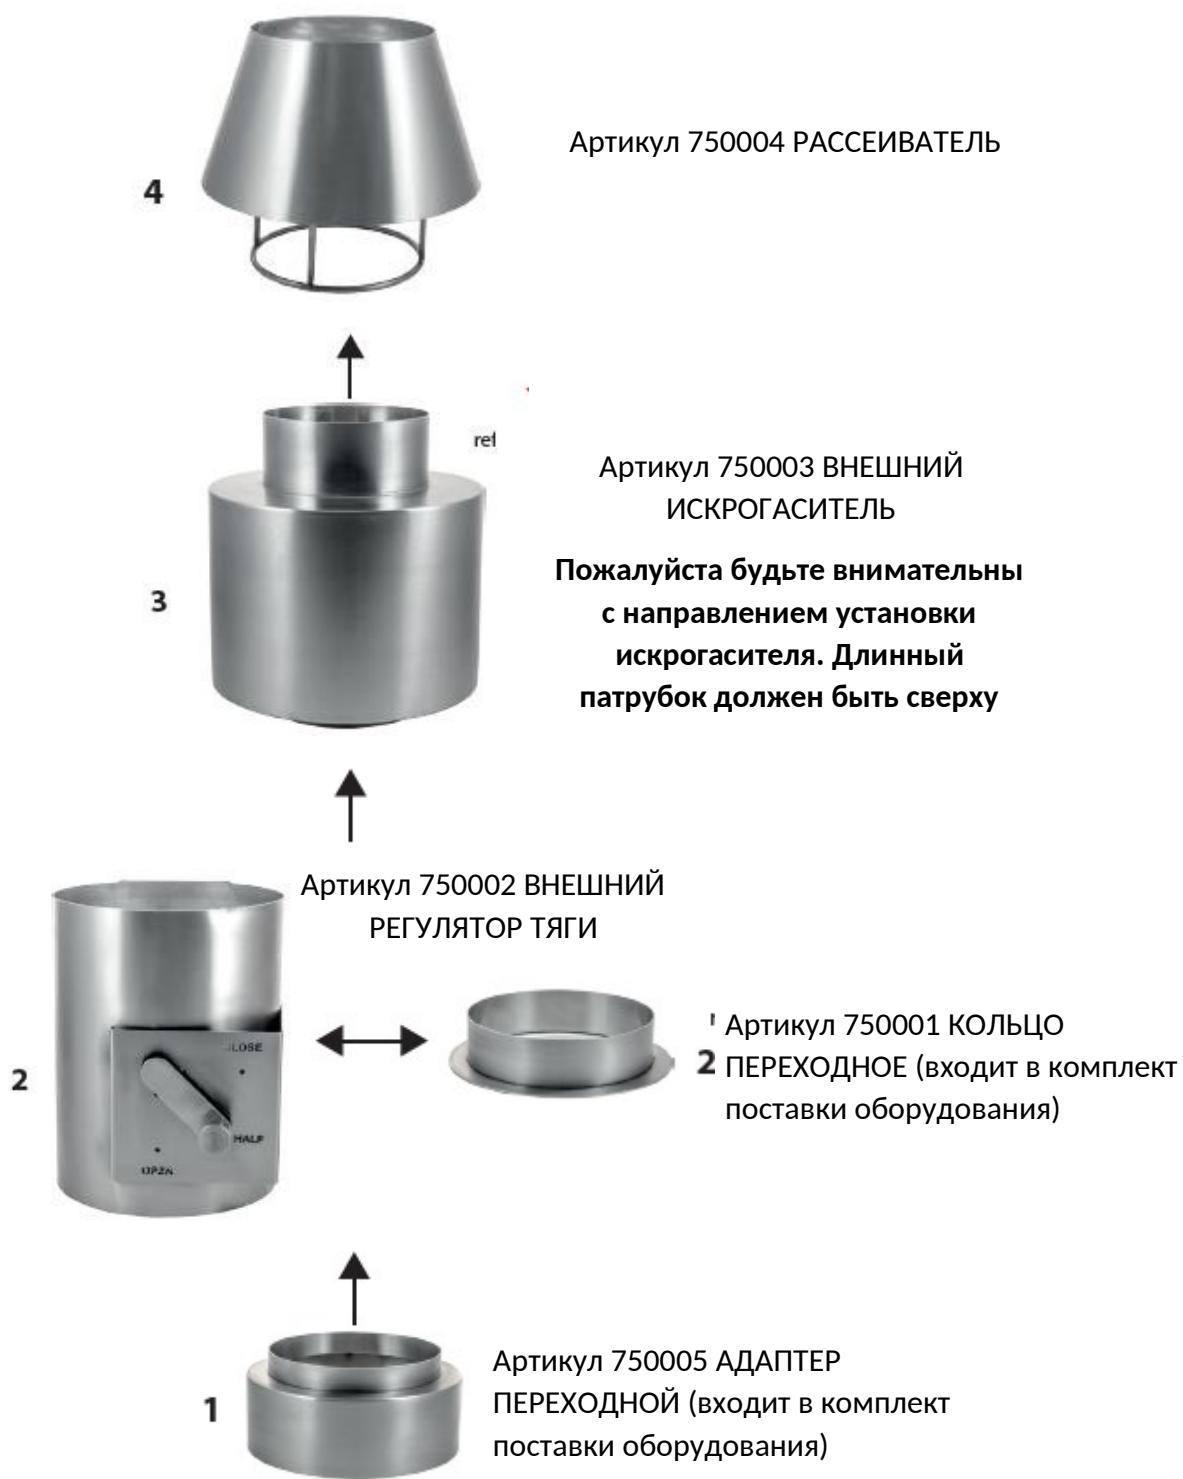 Артикул 750004 РАССЕИВАТЕЛЬ
4
ref
Артикул 750003 ВНЕШНИЙ
ИСКРОГАСИТЕЛЬ
3
Пожалуйста будьте внимательны
с направлением установки
искрогасителя. Длинный
патрубок должен быть сверху
Артикул 750002 ВНЕШНИЙ
РЕГУЛЯТОР ТЯГИ
2
HALF
OPEN
Артикул 750001 КОЛЬЦО
2 ПЕРЕХОДНОЕ (входит в комплект
поставки оборудования)
1
Артикул 750005 АДАПТЕР
ПЕРЕХОДНОЙ (входит в комплект
поставки оборудования)